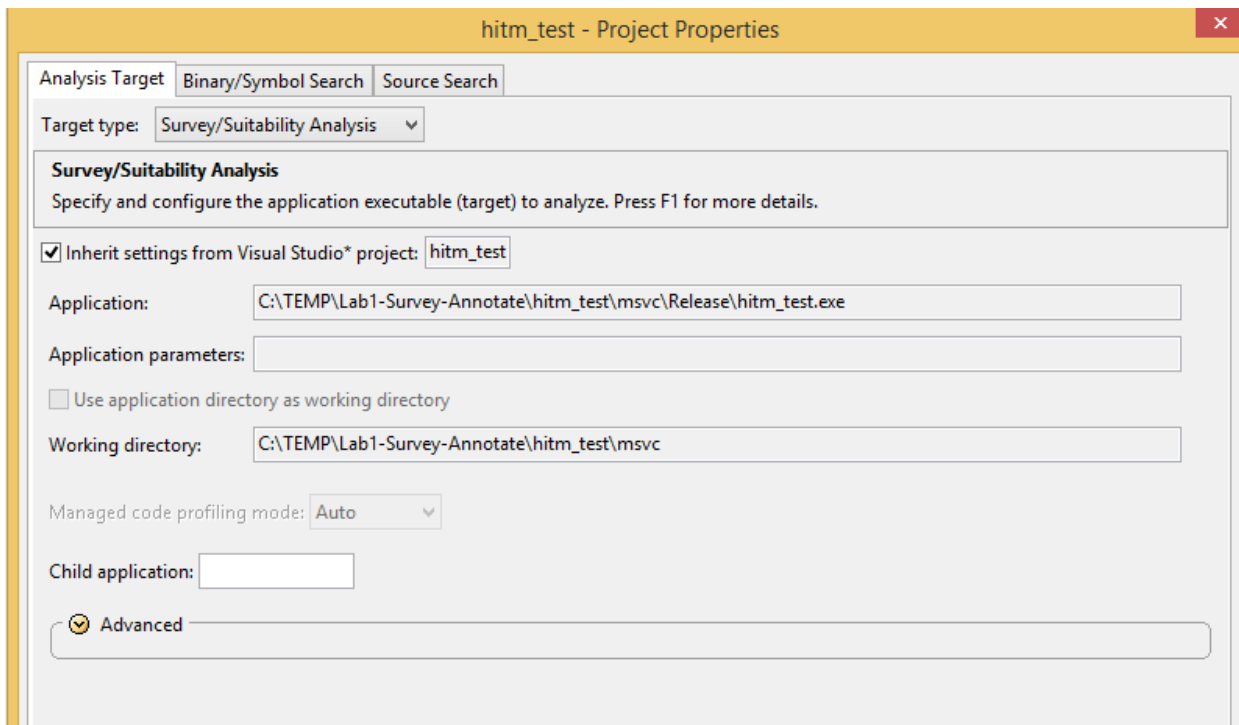 hitm_test - Project Properties
Analysis Target Binary/Symbol Search Source Search
Target type: Survey/Suitability Analysis
Survey/Suitability Analysis
Specify and configure the application executable (target) to analyze. Press F1 for more details.
Inherit settings from Visual Studio* project: hitm_test
Application: C:\TEMP\Lab1-Survey-Annotate\hitm_test\msvc\Release\hitm_test.exe
Application parameters:
Use application directory as working directory
Working directory: C:\TEMP\Lab1-Survey-Annotate\hitm_test\msvc
Managed code profiling mode: Auto
Child application:
Advanced